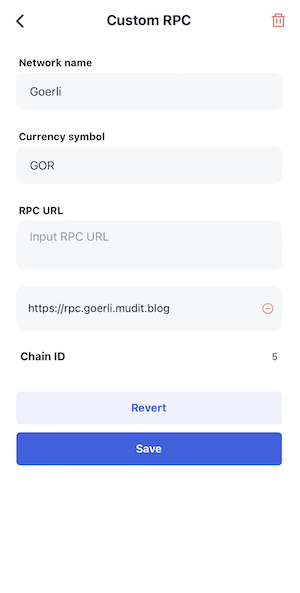 Custom RPC
Network name
Goerli
Currency symbol
GOR
RPC URL
Input RPC URL
https://rpc.goerli.mudit.blog
Chain ID 5
Revert
Save